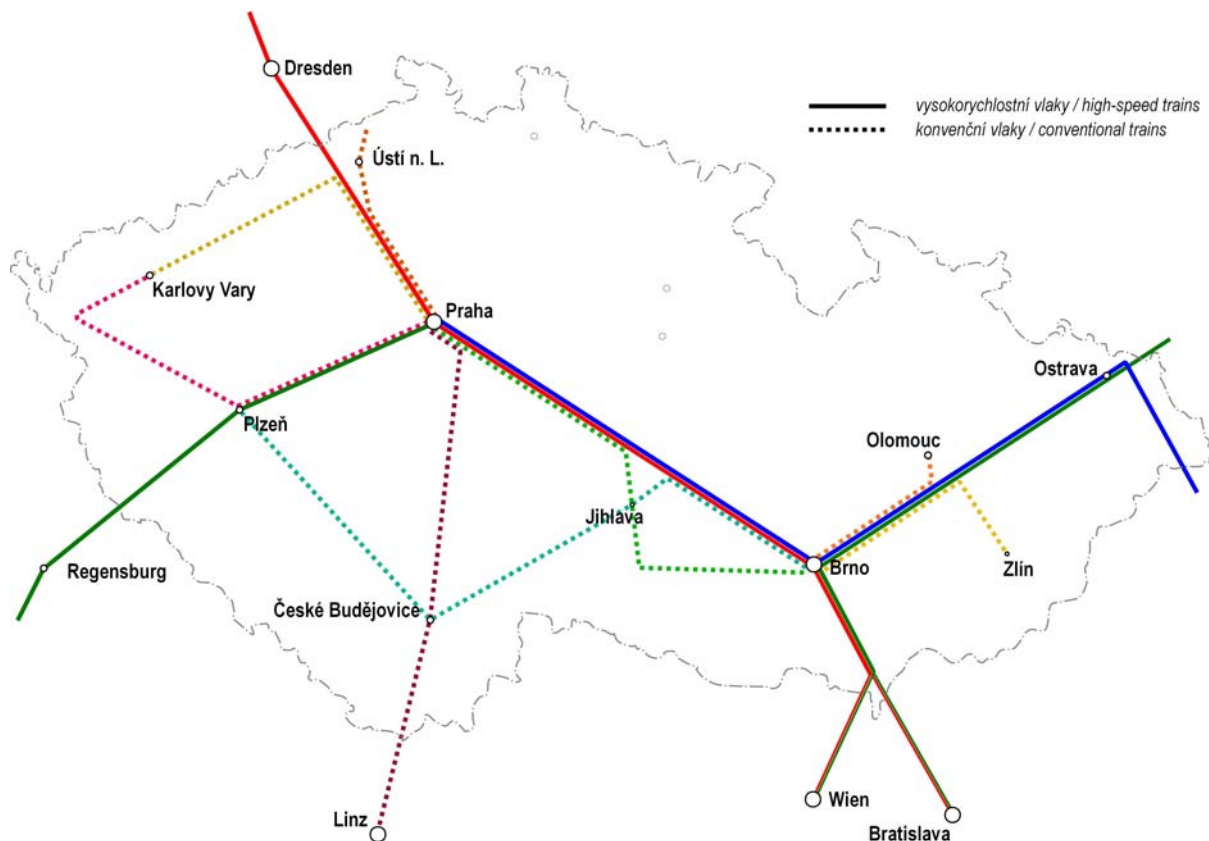 Dresden
vysokorychlostní vlaky / high-speed trains
konvenční vlaky / conventional trains
Ústí n. L.
Karlovy Vary
Praha
Ostrava
Plzeň
Olomouc
Jihlava
Regensburg
Brno
Zlín
České Budějovice
Wien
Linz
Bratislava